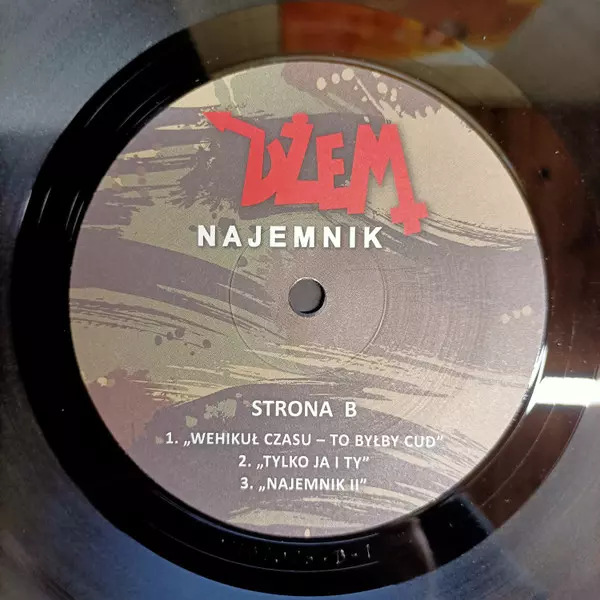 DŻEM
NAJEMNIK
STRONA B
1. „WEHIKUŁ CZASU – TO BYŁBY CUD”
2. „TYLKO JA I TY”
3. „NAJEMNIK II”